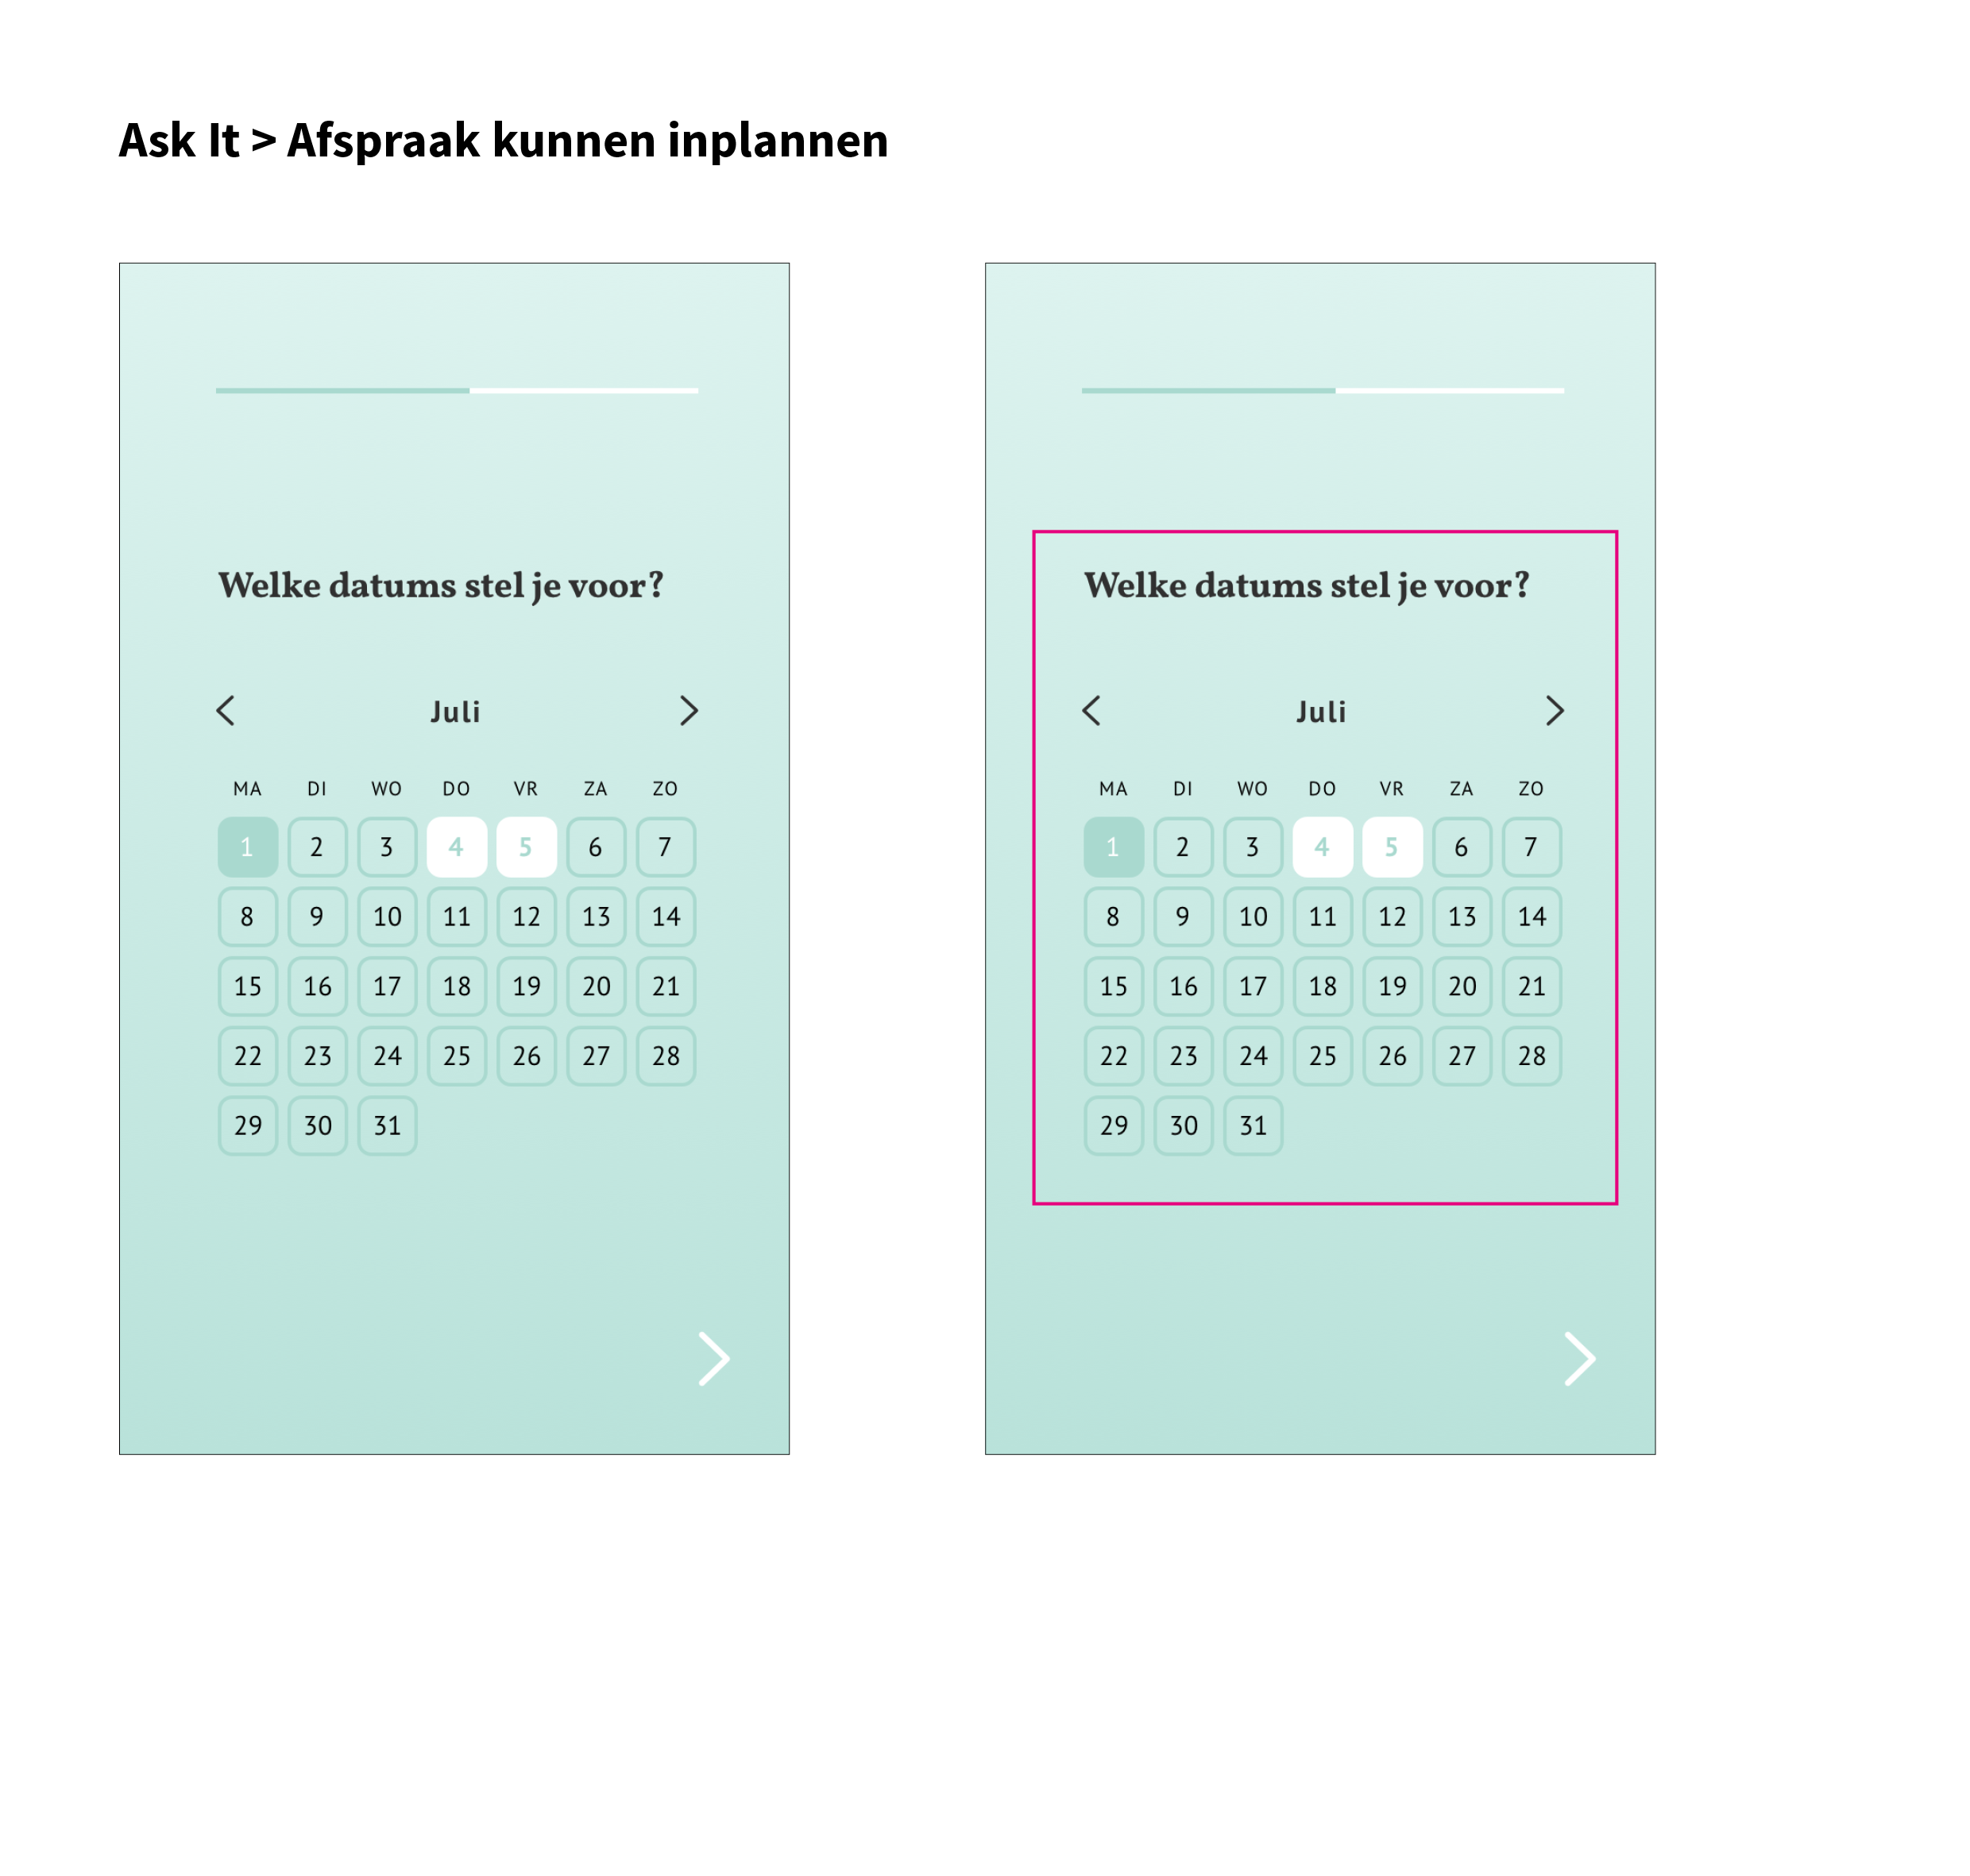 Ask It > Afspraak kunnen inplannen
Welke datums stel je voor?
Juli
MA DI WO DO VR ZA ZO
1 2 3 4 5 6 7
8 9 10 11 12 13 14
15 16 17 18 19 20 21
22 23 24 25 26 27 28
29 30 31
Welke datums stel je voor?
Juli
MA DI WO DO VR ZA ZO
1 2 3 4 5 6 7
8 9 10 11 12 13 14
15 16 17 18 19 20 21
22 23 24 25 26 27 28
29 30 31